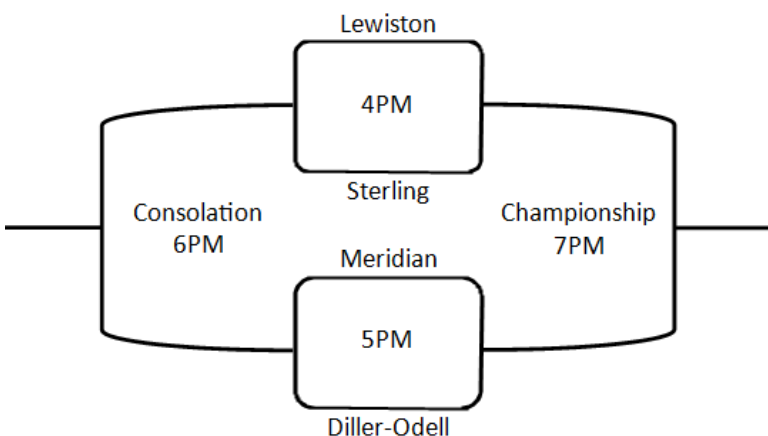 Lewiston
4PM
Sterling
Consolation
6PM
Championship
7PM
Meridian
5PM
Diller-Odell